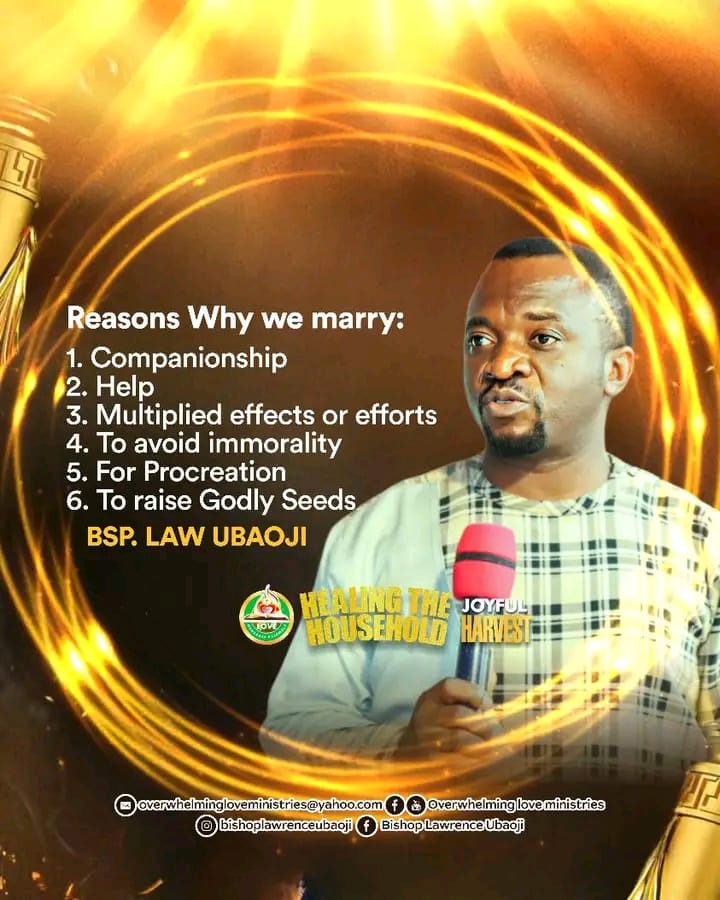 Reasons Why we marry:
1. Companionship
2. Help
3. Multiplied effects or efforts
4. To avoid immorality
5. For Procreation
6. To raise Godly Seeds
BSP. LAW UBAOJI
LOVE
HEALING THE
HOUSEHOLD
JOYFUL
HARVEST
overwhelmingloveministries@yahoo.com Overwhelming love ministries
bishoplawrenceubaoji Bishop Lawrence Ubaoji